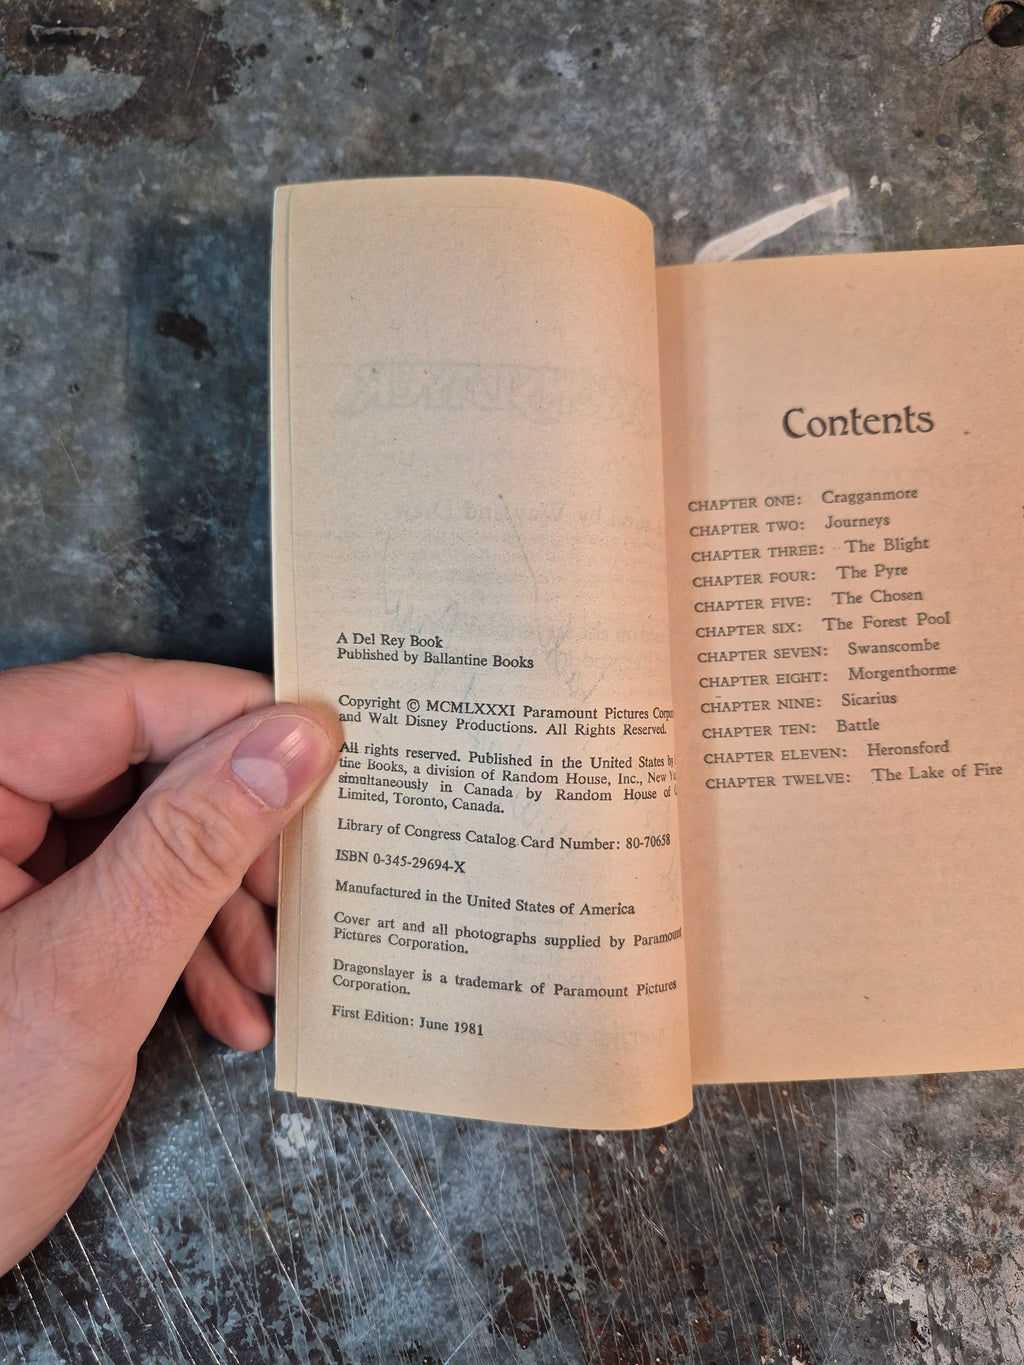 A Del Rey Book
Published by Ballantine Books
Copyright © MCMLXXXI Paramount Pictures
and Walt Disney Productions. All Rights Reserved.
All rights reserved. Published in the United States
tine Books, a division of Random House, Inc., New
simultaneously in Canada by Random House of
Limited, Toronto, Canada.
Library of Congress Catalog Card Number: 80-70658
ISBN 0-345-29694-X
Manufactured in the United States of America
Cover art and all photographs supplied by Paramount
Pictures Corporation.
Dragonslayer is a trademark of Paramount Pictures
Corporation.
First Edition: June 1981
Contents
CHAPTER ONE: Cragganmore
CHAPTER TWO: Journeys
CHAPTER THREE: The Blight
CHAPTER FOUR: The Pyre
CHAPTER FIVE: The Chosen
CHAPTER SIX: The Forest Pool
CHAPTER SEVEN: Swanscombe
CHAPTER EIGHT: Morgenthorme
CHAPTER NINE: Sicarius
CHAPTER TEN: Battle
CHAPTER ELEVEN: Heronsford
CHAPTER TWELVE: The Lake of Fire